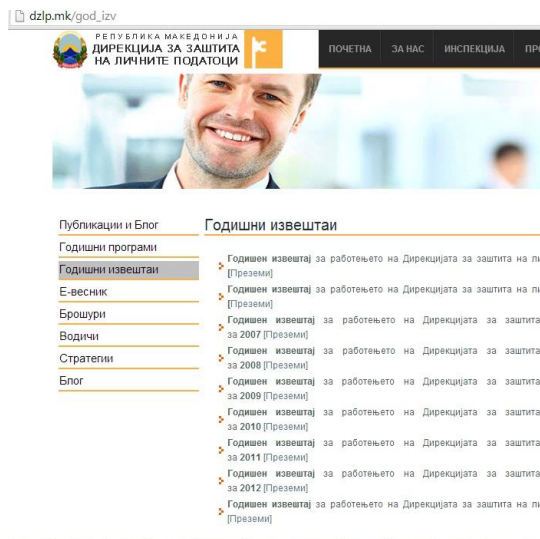 dzlp.mk/god_izv
РЕПУБЛИКА МАКЕДОНИЈА
ДИРЕКЦИЈА ЗА ЗАШТИТА
НА ЛИЧНИТЕ ПОДАТОЦИ
ПОЧЕТНА ЗА НАС ИНСПЕКЦИЈА ПРО
Публикации и Блог
Годишни програми
Годишни извештаи
Е-весник
Брошури
Водичи
Стратегии
Блог
Годишни извештаи
Годишен извештај за работењето на Дирекцијата за заштита на ли
[Преземи]
Годишен извештај за работењето на Дирекцијата за заштита на ли
[Преземи]
Годишен извештај за работењето на Дирекцијата за заштита
за 2007 [Преземи]
Годишен извештај за работењето на Дирекцијата за заштита
за 2008 [Преземи]
Годишен извештај за работењето на Дирекцијата за заштита
за 2009 [Преземи]
Годишен извештај за работењето на Дирекцијата за заштита
за 2010 [Преземи]
Годишен извештај за работењето на Дирекцијата за заштита
за 2011 [Преземи]
Годишен извештај за работењето на Дирекцијата за заштита
за 2012 [Преземи]
Годишен извештај за работењето на Дирекцијата за заштита на ли
[Преземи]